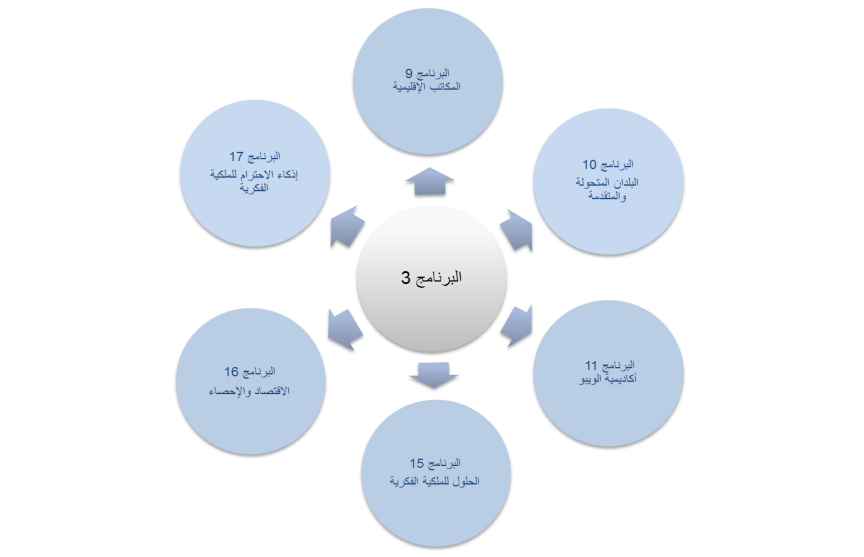 البرنامج 9
المكاتب الإقليمية
البرنامج 10
البلدان المتحولة
والمتقدمة
البرنامج 11
أكاديمية الويبو
البرنامج 15
الحلول للملكية الفكرية
البرنامج 16
الاقتصاد والإحصاء
البرنامج 17
إذكاء الاحترام للملكية
الفكرية
البرنامج 3